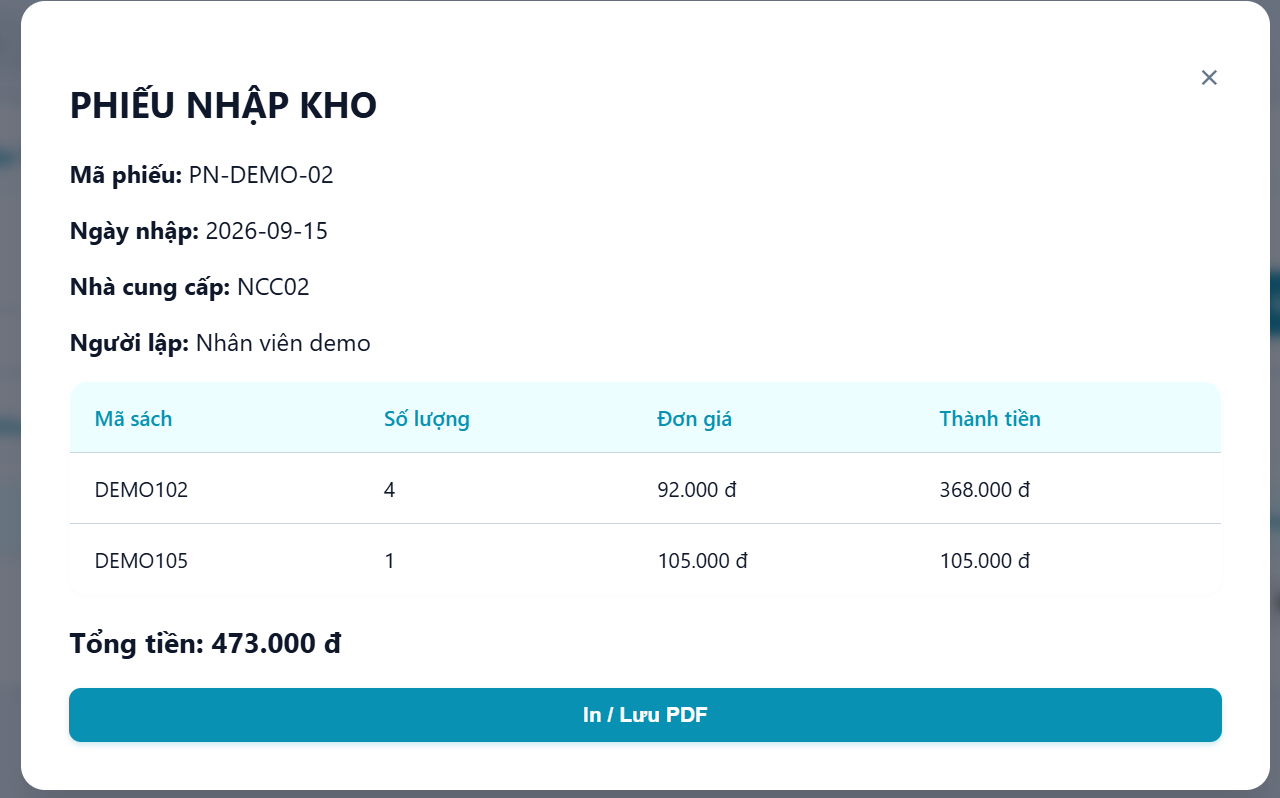 ×
PHIẾU NHẬP KHO
Mã phiếu: PN-DEMO-02
Ngày nhập: 2026-09-15
Nhà cung cấp: NCC02
Người lập: Nhân viên demo
Mã sách Số lượng Đơn giá Thành tiền
DEMO102 4 92.000 đ 368.000 đ
DEMO105 1 105.000 đ 105.000 đ
Tổng tiền: 473.000 đ
In / Lưu PDF